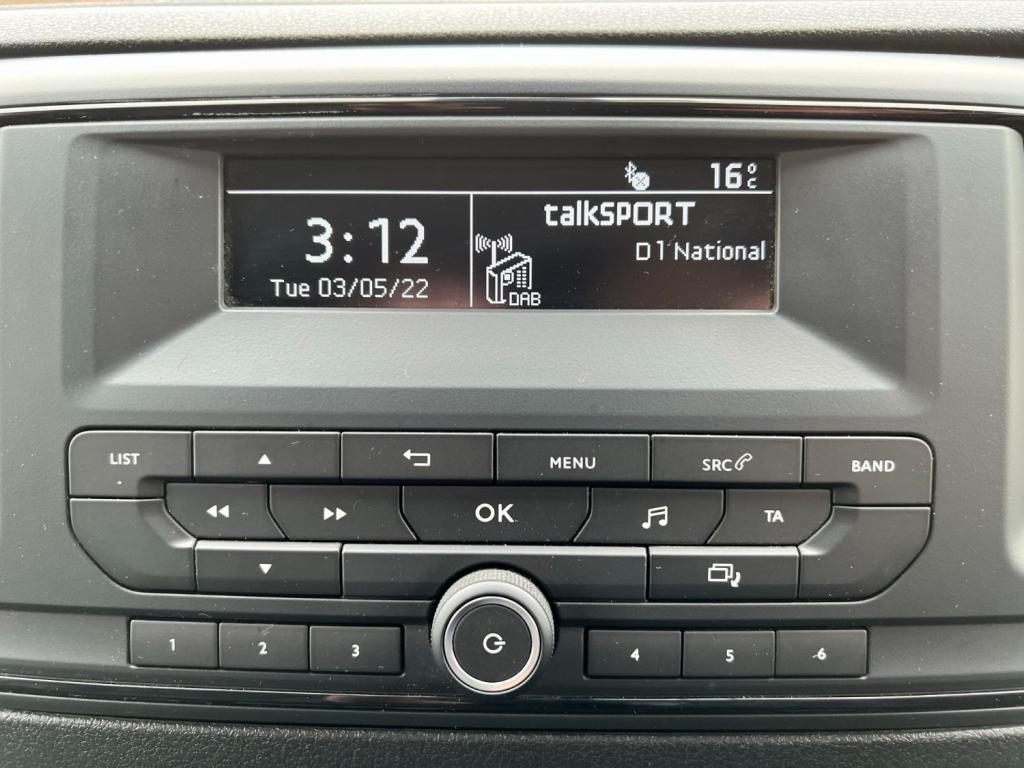 16°C
3:12
Tue 03/05/22
talkSPORT
D1 National
DAB
LIST
MENU
SRC
BAND
OK
TA
1
2
3
4
5
6